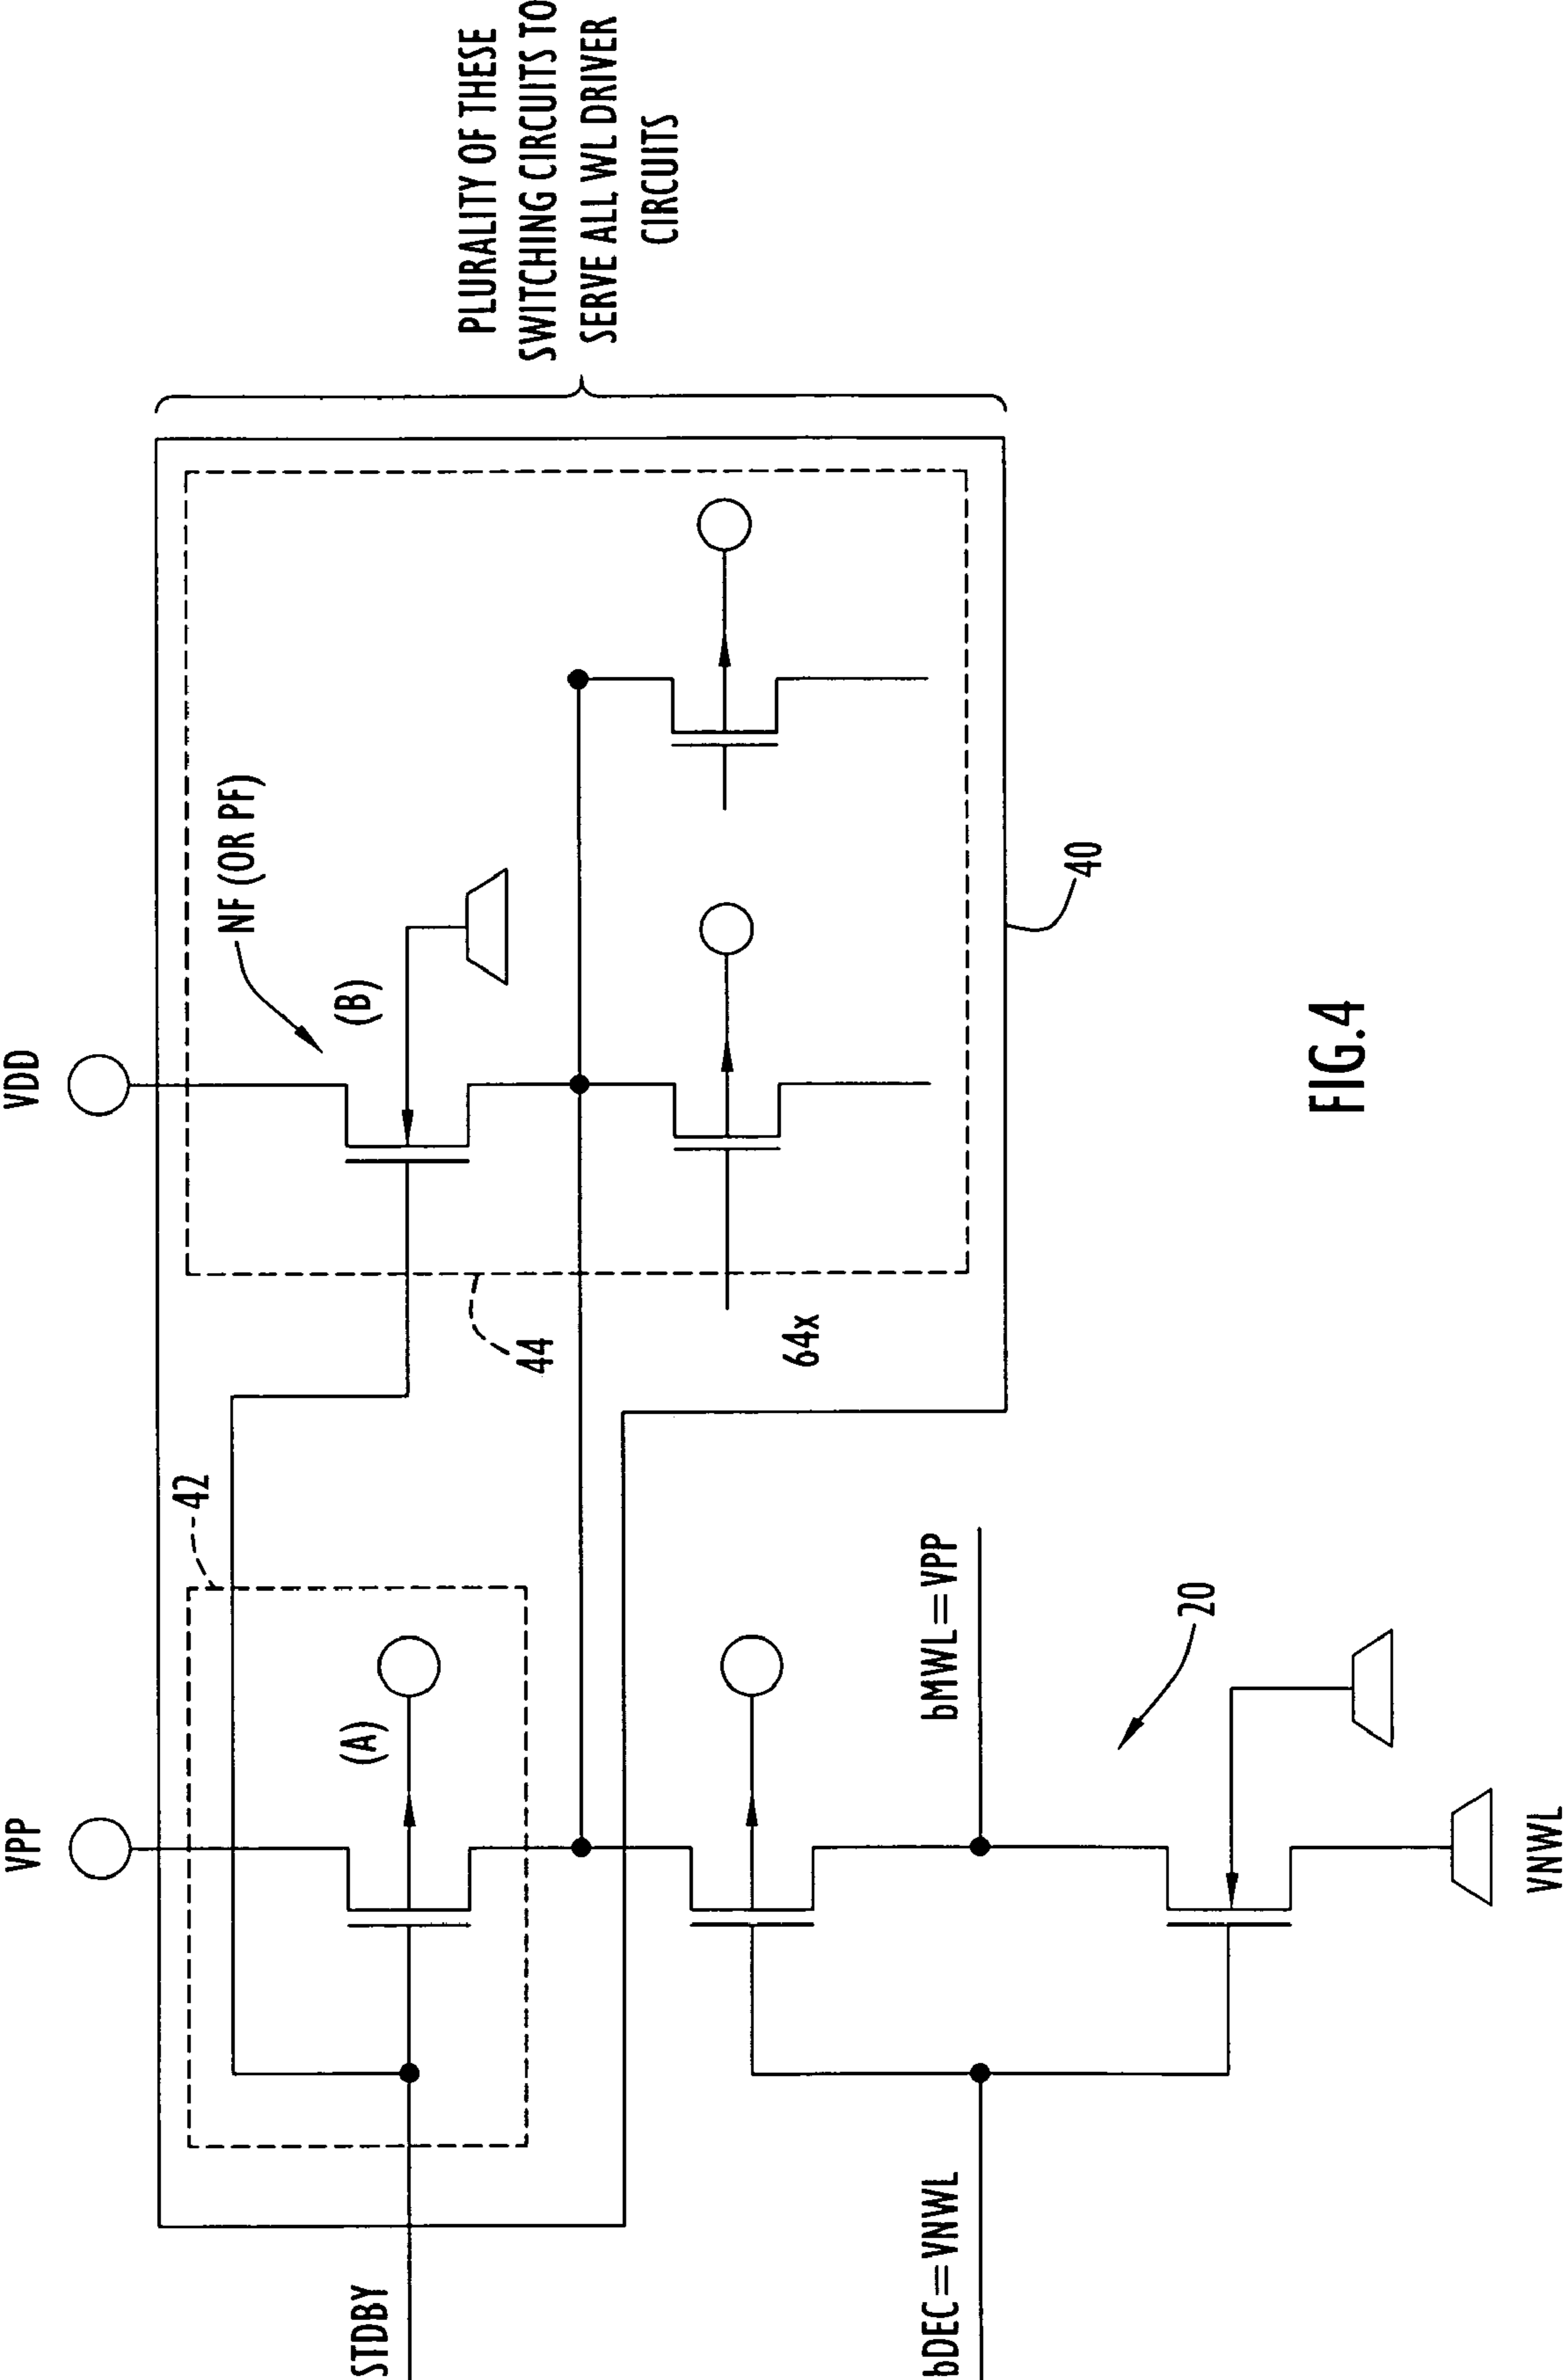 PLURALITY OF THESE
SWITCHING CIRCUITS TO
SERVE ALL WL DRIVER
CIRCUITS
VPP
VDD
42
NF (OR PF)
STDBY
(A)
(B)
44
64x
40
bDEC=VNWL
bMWL=VPP
20
VNWL
FIG.4